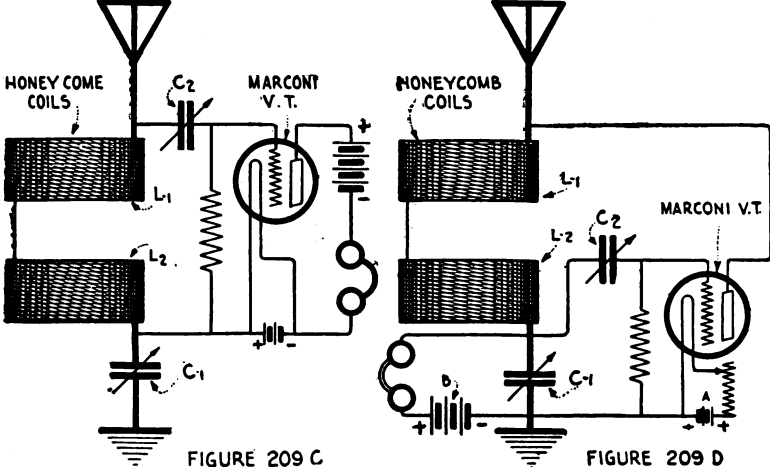 HONEY COME
COILS
C2
MARCONI
V.T.
+
-
L-1
L2
+ -
C-1
FIGURE 209 C
HONEYCOMB
COILS
L-1
L-2
C2
MARCONI V.T.
B
+ -
C-1
A
- +
FIGURE 209 D